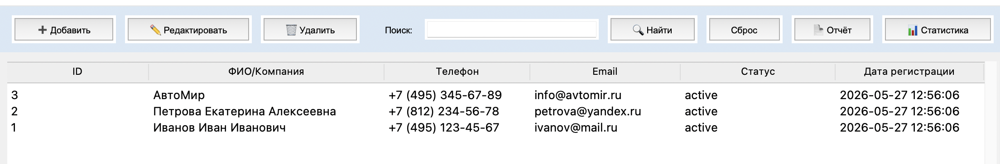 Добавить Редактировать Удалить Поиск: Найти Сброс Отчёт Статистика
ID ФИО/Компания Телефон Email Статус Дата регистрации
3 АвтоМир +7 (495) 345-67-89 info@avtomir.ru active 2026-05-27 12:56:06
2 Петрова Екатерина Алексеевна +7 (812) 234-56-78 petrova@yandex.ru active 2026-05-27 12:56:06
1 Иванов Иван Иванович +7 (495) 123-45-67 ivanov@mail.ru active 2026-05-27 12:56:06